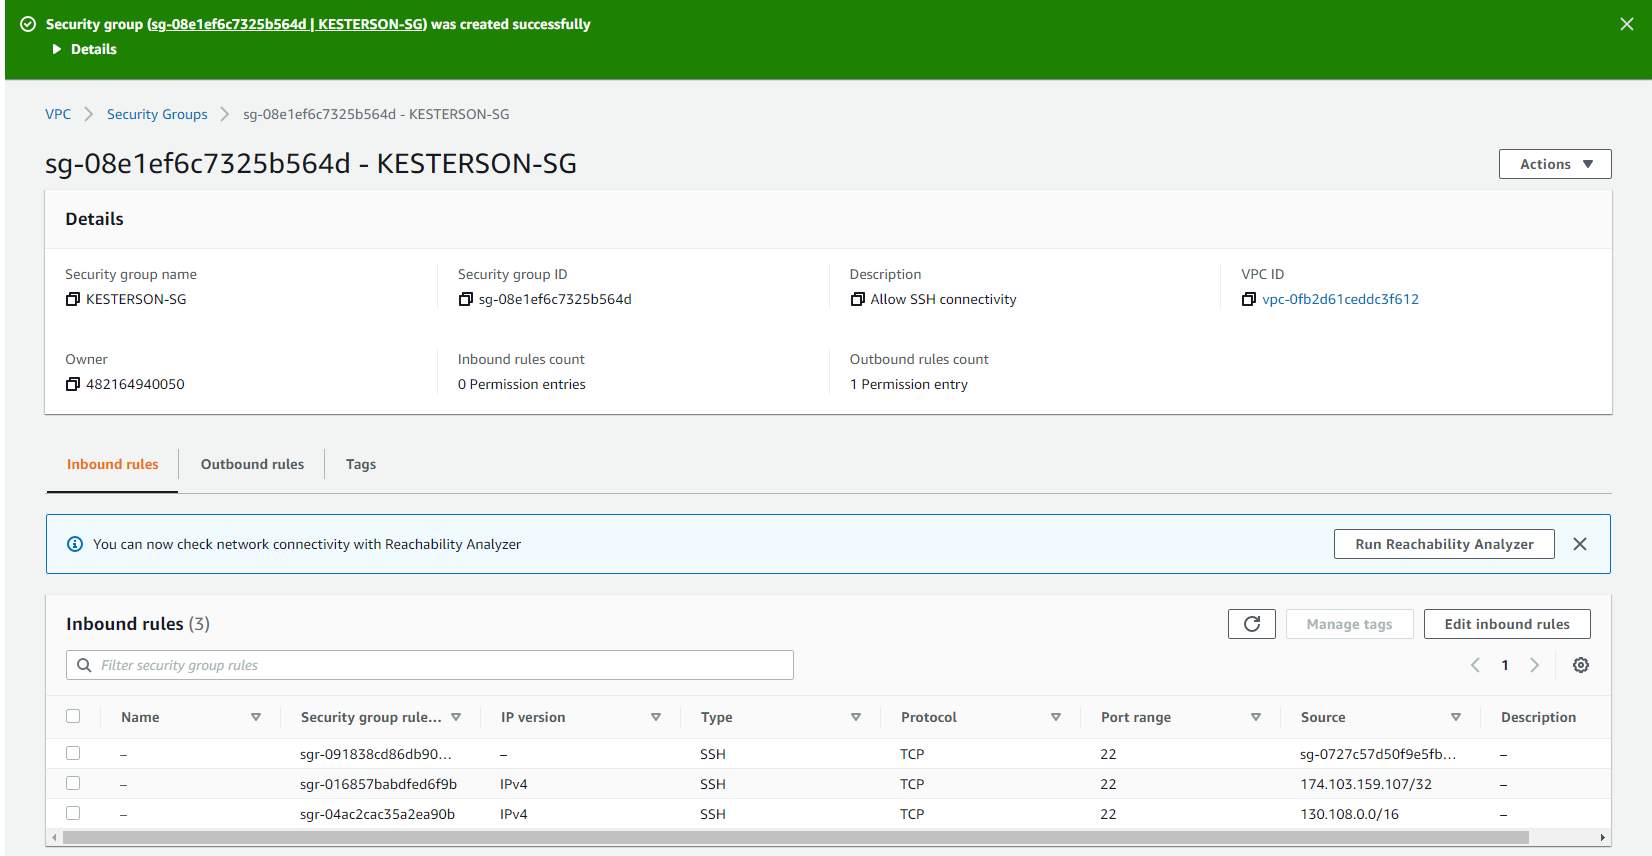 Security group (sg-08e1ef6c7325b564d | KESTERSON-SG) was created successfully
Details
VPC Security Groups sg-08e1ef6c7325b564d - KESTERSON-SG
sg-08e1ef6c7325b564d - KESTERSON-SG
Actions
Details
Security group name Security group ID Description VPC ID
KESTERSON-SG sg-08e1ef6c7325b564d Allow SSH connectivity vpc-0fb2d61ceddc3f612
Owner Inbound rules count Outbound rules count
482164940050 0 Permission entries 1 Permission entry
Inbound rules Outbound rules Tags
You can now check network connectivity with Reachability Analyzer Run Reachability Analyzer
Inbound rules (3) Manage tags Edit inbound rules
Filter security group rules 1
Name Security group rule... IP version Type Protocol Port range Source Description
– sgr-091838cd86db90... – SSH TCP 22 sg-0727c57d50f9e5fb... –
– sgr-016857babdfed6f9b IPv4 SSH TCP 22 174.103.159.107/32 –
– sgr-04ac2cac35a2ea90b IPv4 SSH TCP 22 130.108.0.0/16 –